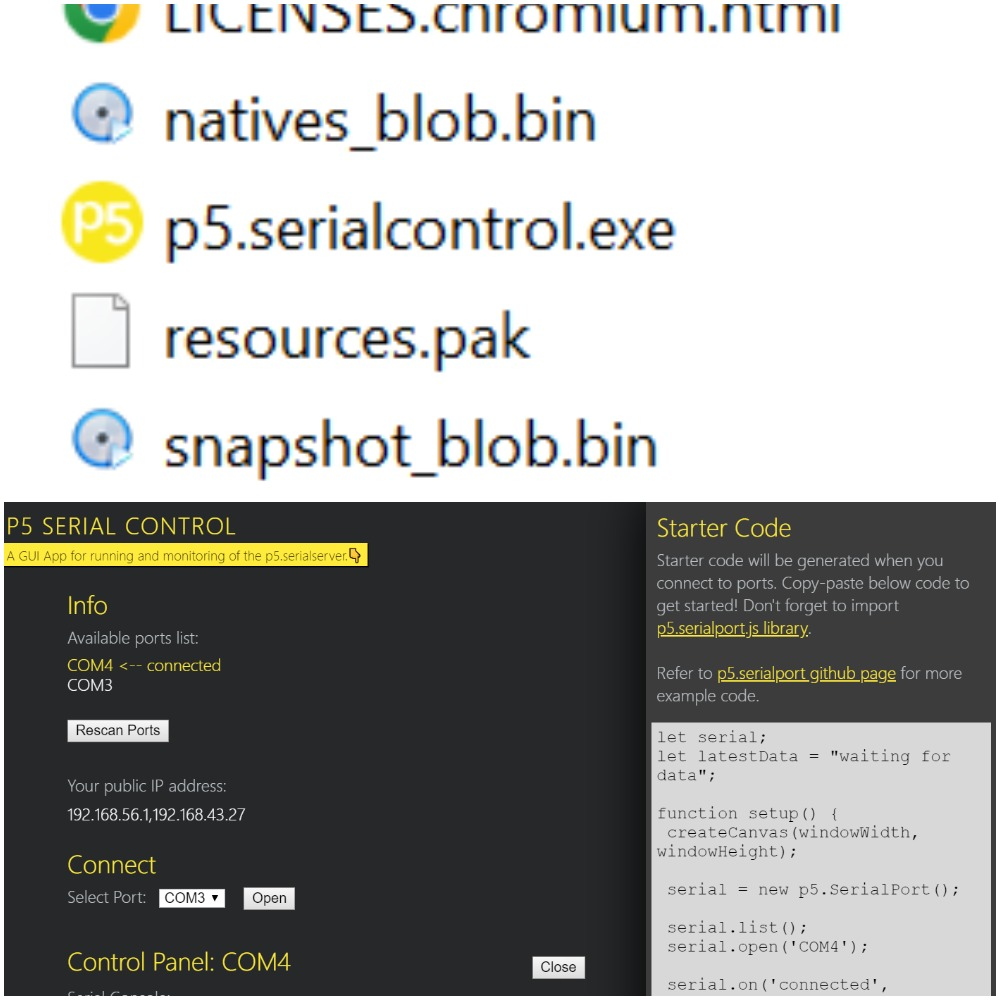 LICENSES.chromium.html
natives_blob.bin
p5
p5.serialcontrol.exe
resources.pak
snapshot_blob.bin
P5 SERIAL CONTROL
A GUI App for running and monitoring of the p5.serialserver.
Info
Available ports list:
COM4 <-- connected
COM3
Rescan Ports
Your public IP address:
192.168.56.1,192.168.43.27
Connect
Select Port: COM3 ▾ Open
Control Panel: COM4 Close
Serial Console:
Starter Code
Starter code will be generated when you
connect to ports. Copy-paste below code to
get started! Don't forget to import
p5.serialport.js library.
Refer to p5.serialport github page for more
example code.
let serial;
let latestData = "waiting for
data";
function setup() {
createCanvas(windowWidth,
windowHeight);
serial = new p5.SerialPort();
serial.list();
serial.open('COM4');
serial.on('connected',